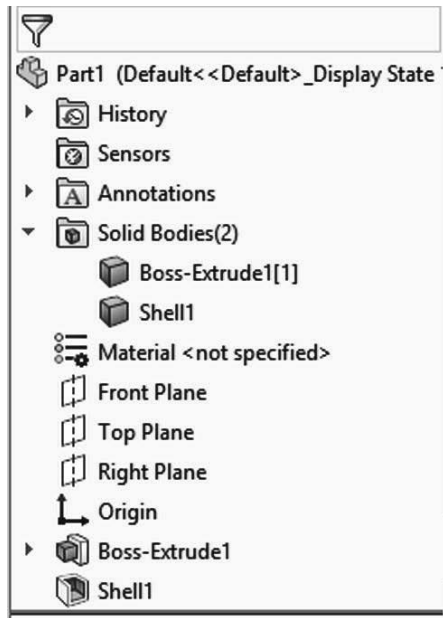 Part1 (Default<<Default>_Display State
History
Sensors
A Annotations
Solid Bodies(2)
Boss-Extrude1[1]
Shell1
Material <not specified>
Front Plane
Top Plane
Right Plane
Origin
Boss-Extrude1
Shell1